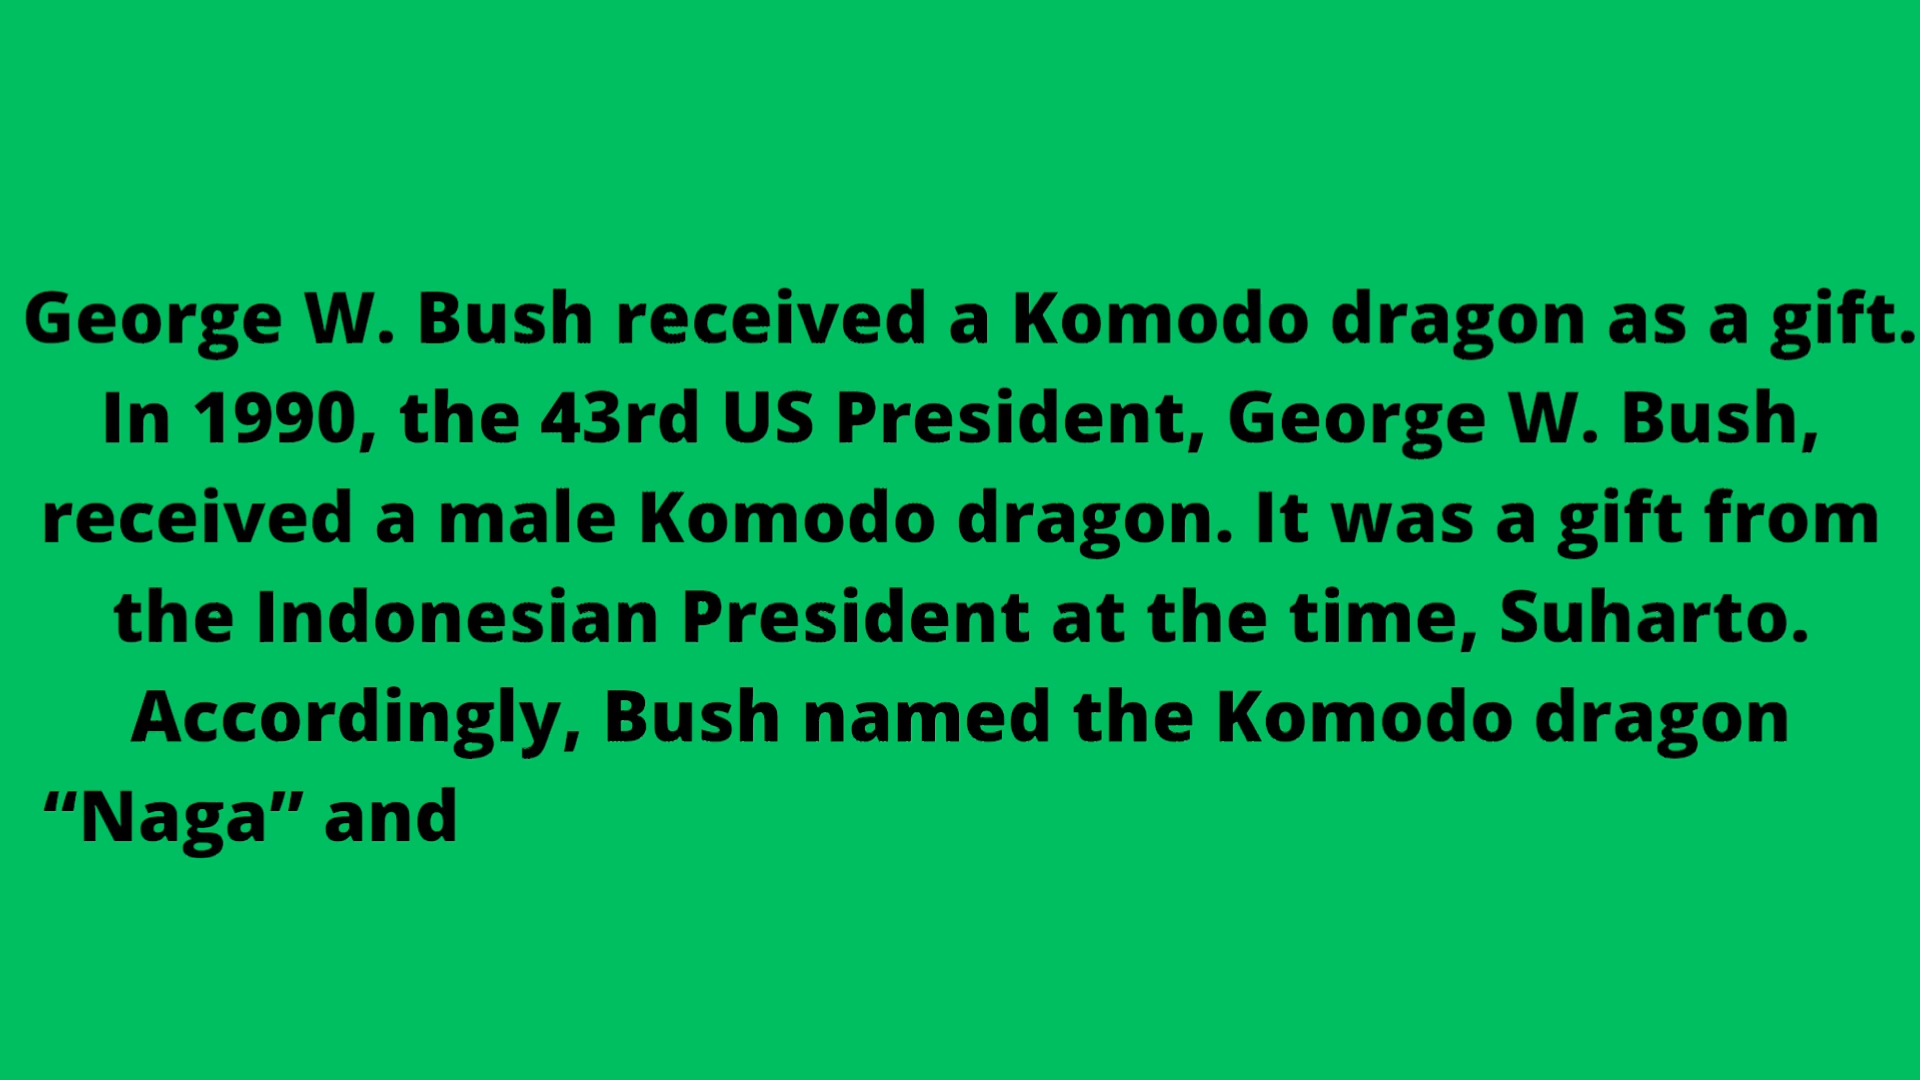 George W. Bush received a Komodo dragon as a gift.
In 1990, the 43rd US President, George W. Bush,
received a male Komodo dragon. It was a gift from
the Indonesian President at the time, Suharto.
Accordingly, Bush named the Komodo dragon
“Naga” and